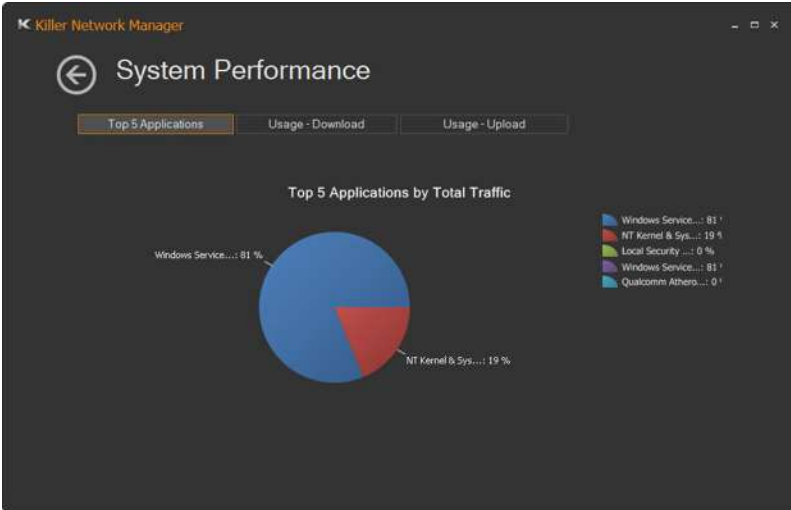 Killer Network Manager
System Performance
Top 5 Applications
Usage - Download
Usage - Upload
Top 5 Applications by Total Traffic
Windows Service...: 81 %
NT Kernel & Sys...: 19 %
Windows Service...: 81
NT Kernel & Sys...: 19
Local Security ...: 0 %
Windows Service...: 81
Qualcomm Athero...: 0